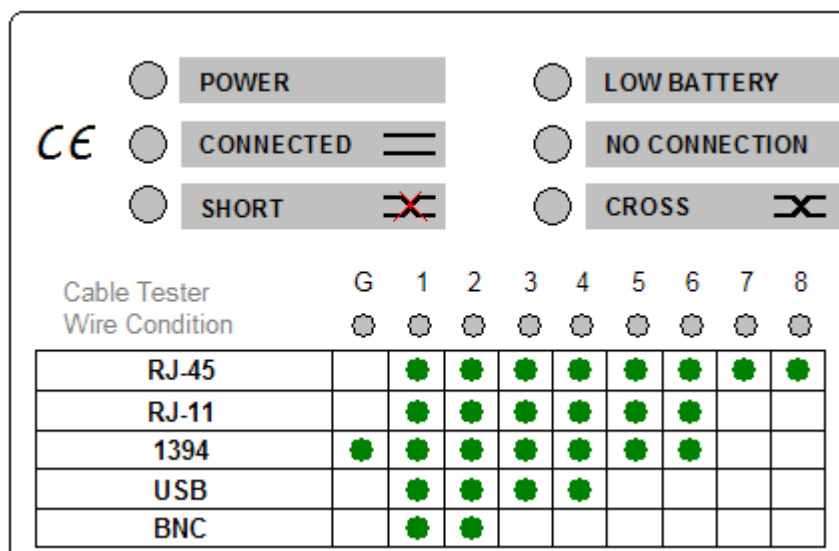 POWER
LOW BATTERY
CE
CONNECTED
NO CONNECTION
SHORT
CROSS
Cable Tester
Wire Condition
G 1 2 3 4 5 6 7 8
RJ-45
RJ-11
1394
USB
BNC